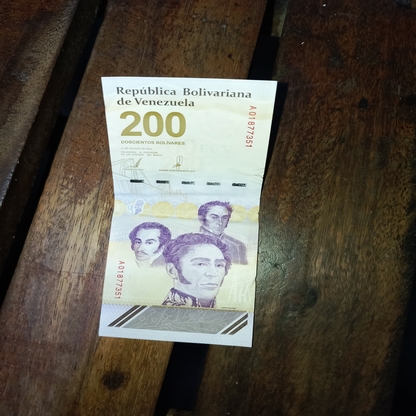 República Bolivariana
de Venezuela
200
DOSCIENTOS BOLÍVARES
A01877351
A01877351